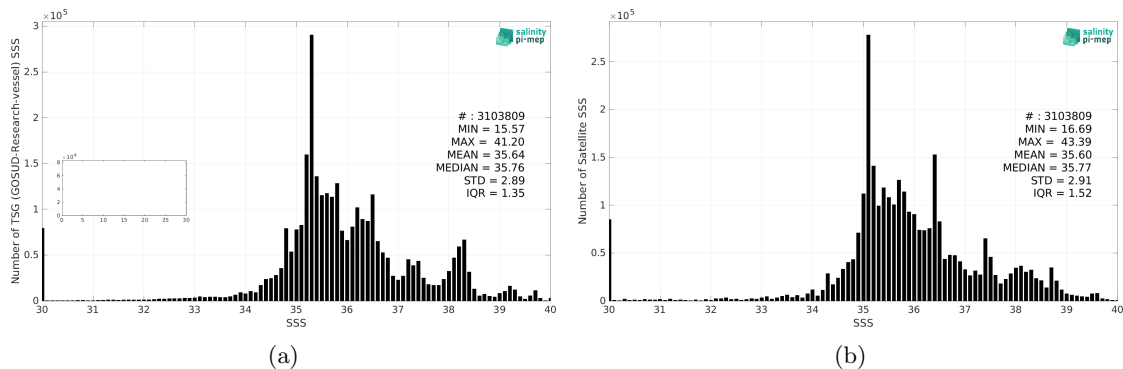 ×10⁵
3
2.5
2
1.5
1
0.5
0
Number of TSG (GOSUD-Research-vessel) SSS
salinity
pi-mep
# : 3103809
MIN = 15.57
MAX = 41.20
MEAN = 35.64
MEDIAN = 35.76
STD = 2.89
IQR = 1.35
×10⁴
8
6
4
2
0
0 5 10 15 20 25 30
30 31 32 33 34 35 36 37 38 39 40
SSS
(a)
×10⁵
2.5
2
1.5
1
0.5
0
Number of Satellite SSS
salinity
pi-mep
# : 3103809
MIN = 16.69
MAX = 43.39
MEAN = 35.60
MEDIAN = 35.77
STD = 2.91
IQR = 1.52
30 31 32 33 34 35 36 37 38 39 40
SSS
(b)